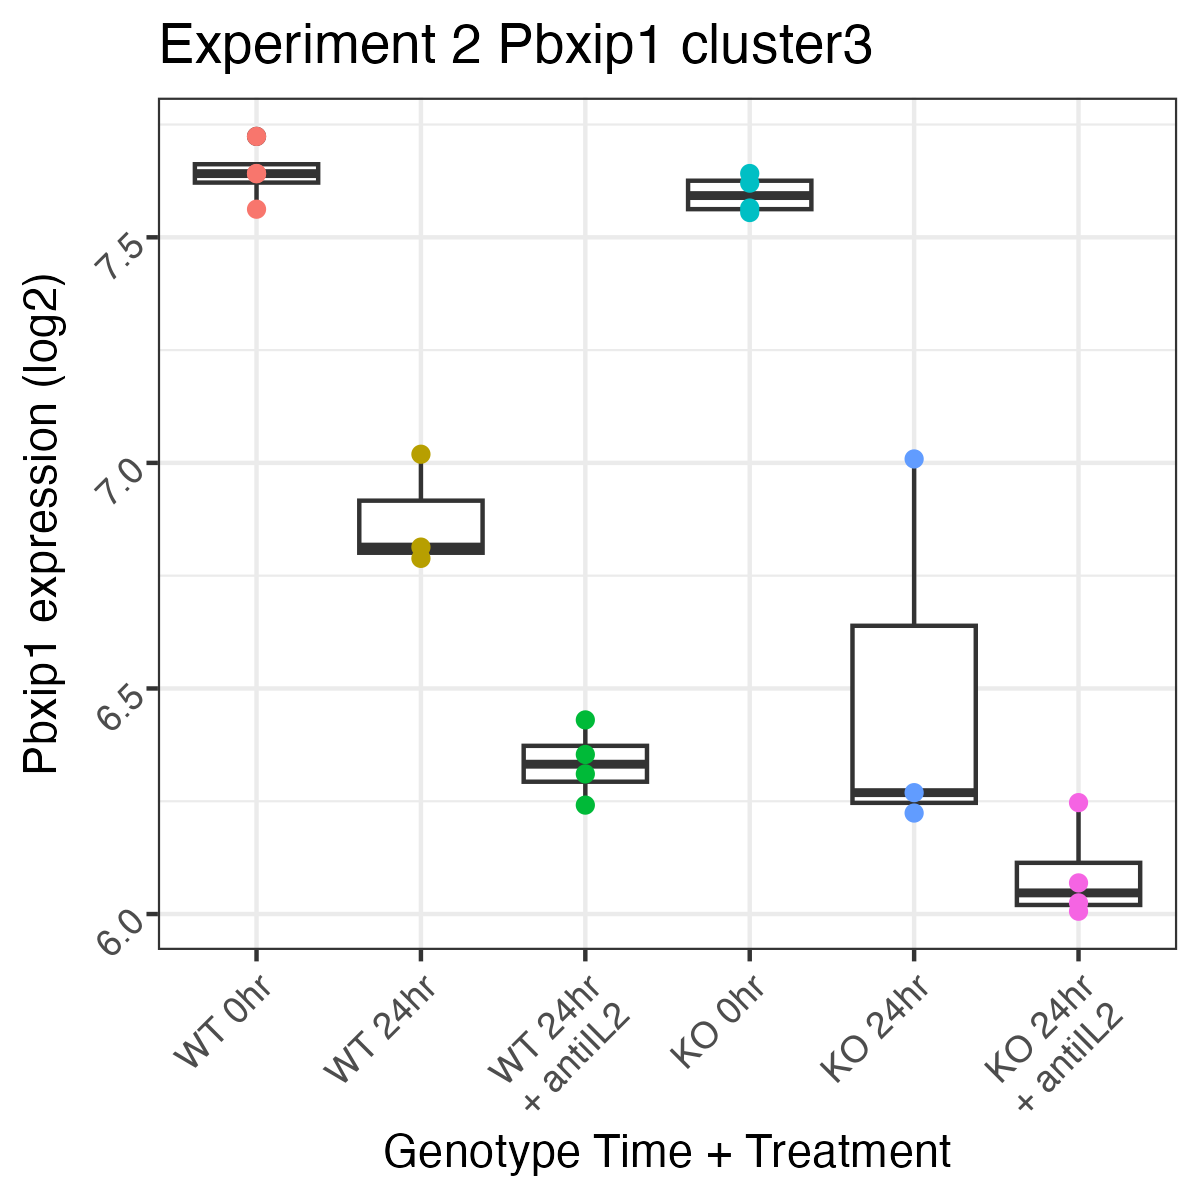 Experiment 2 Pbxip1 cluster3
Pbxip1 expression (log2)
7.5
7.0
6.5
6.0
WT 0hr
WT 24hr
WT 24hr
+ antiIL2
KO 0hr
KO 24hr
KO 24hr
+ antiIL2
Genotype Time + Treatment